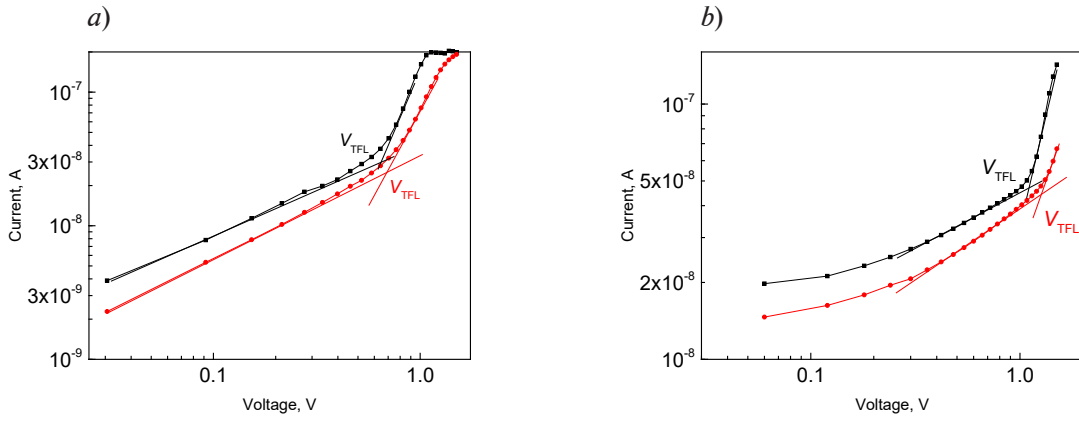 a)
10⁻⁷
3x10⁻⁸
10⁻⁸
3x10⁻⁹
10⁻⁹
Current, A
V_TFL
V_TFL
0.1
1.0
Voltage, V
b)
10⁻⁷
5x10⁻⁸
2x10⁻⁸
10⁻⁸
Current, A
V_TFL
V_TFL
0.1
1.0
Voltage, V